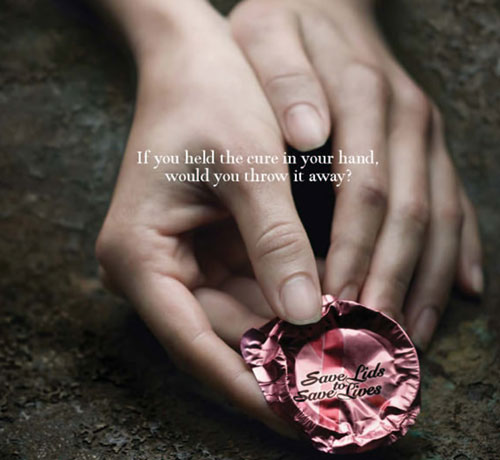 If you held the cure in your hand,
would you throw it away?
Save Lids
to
Save Lives